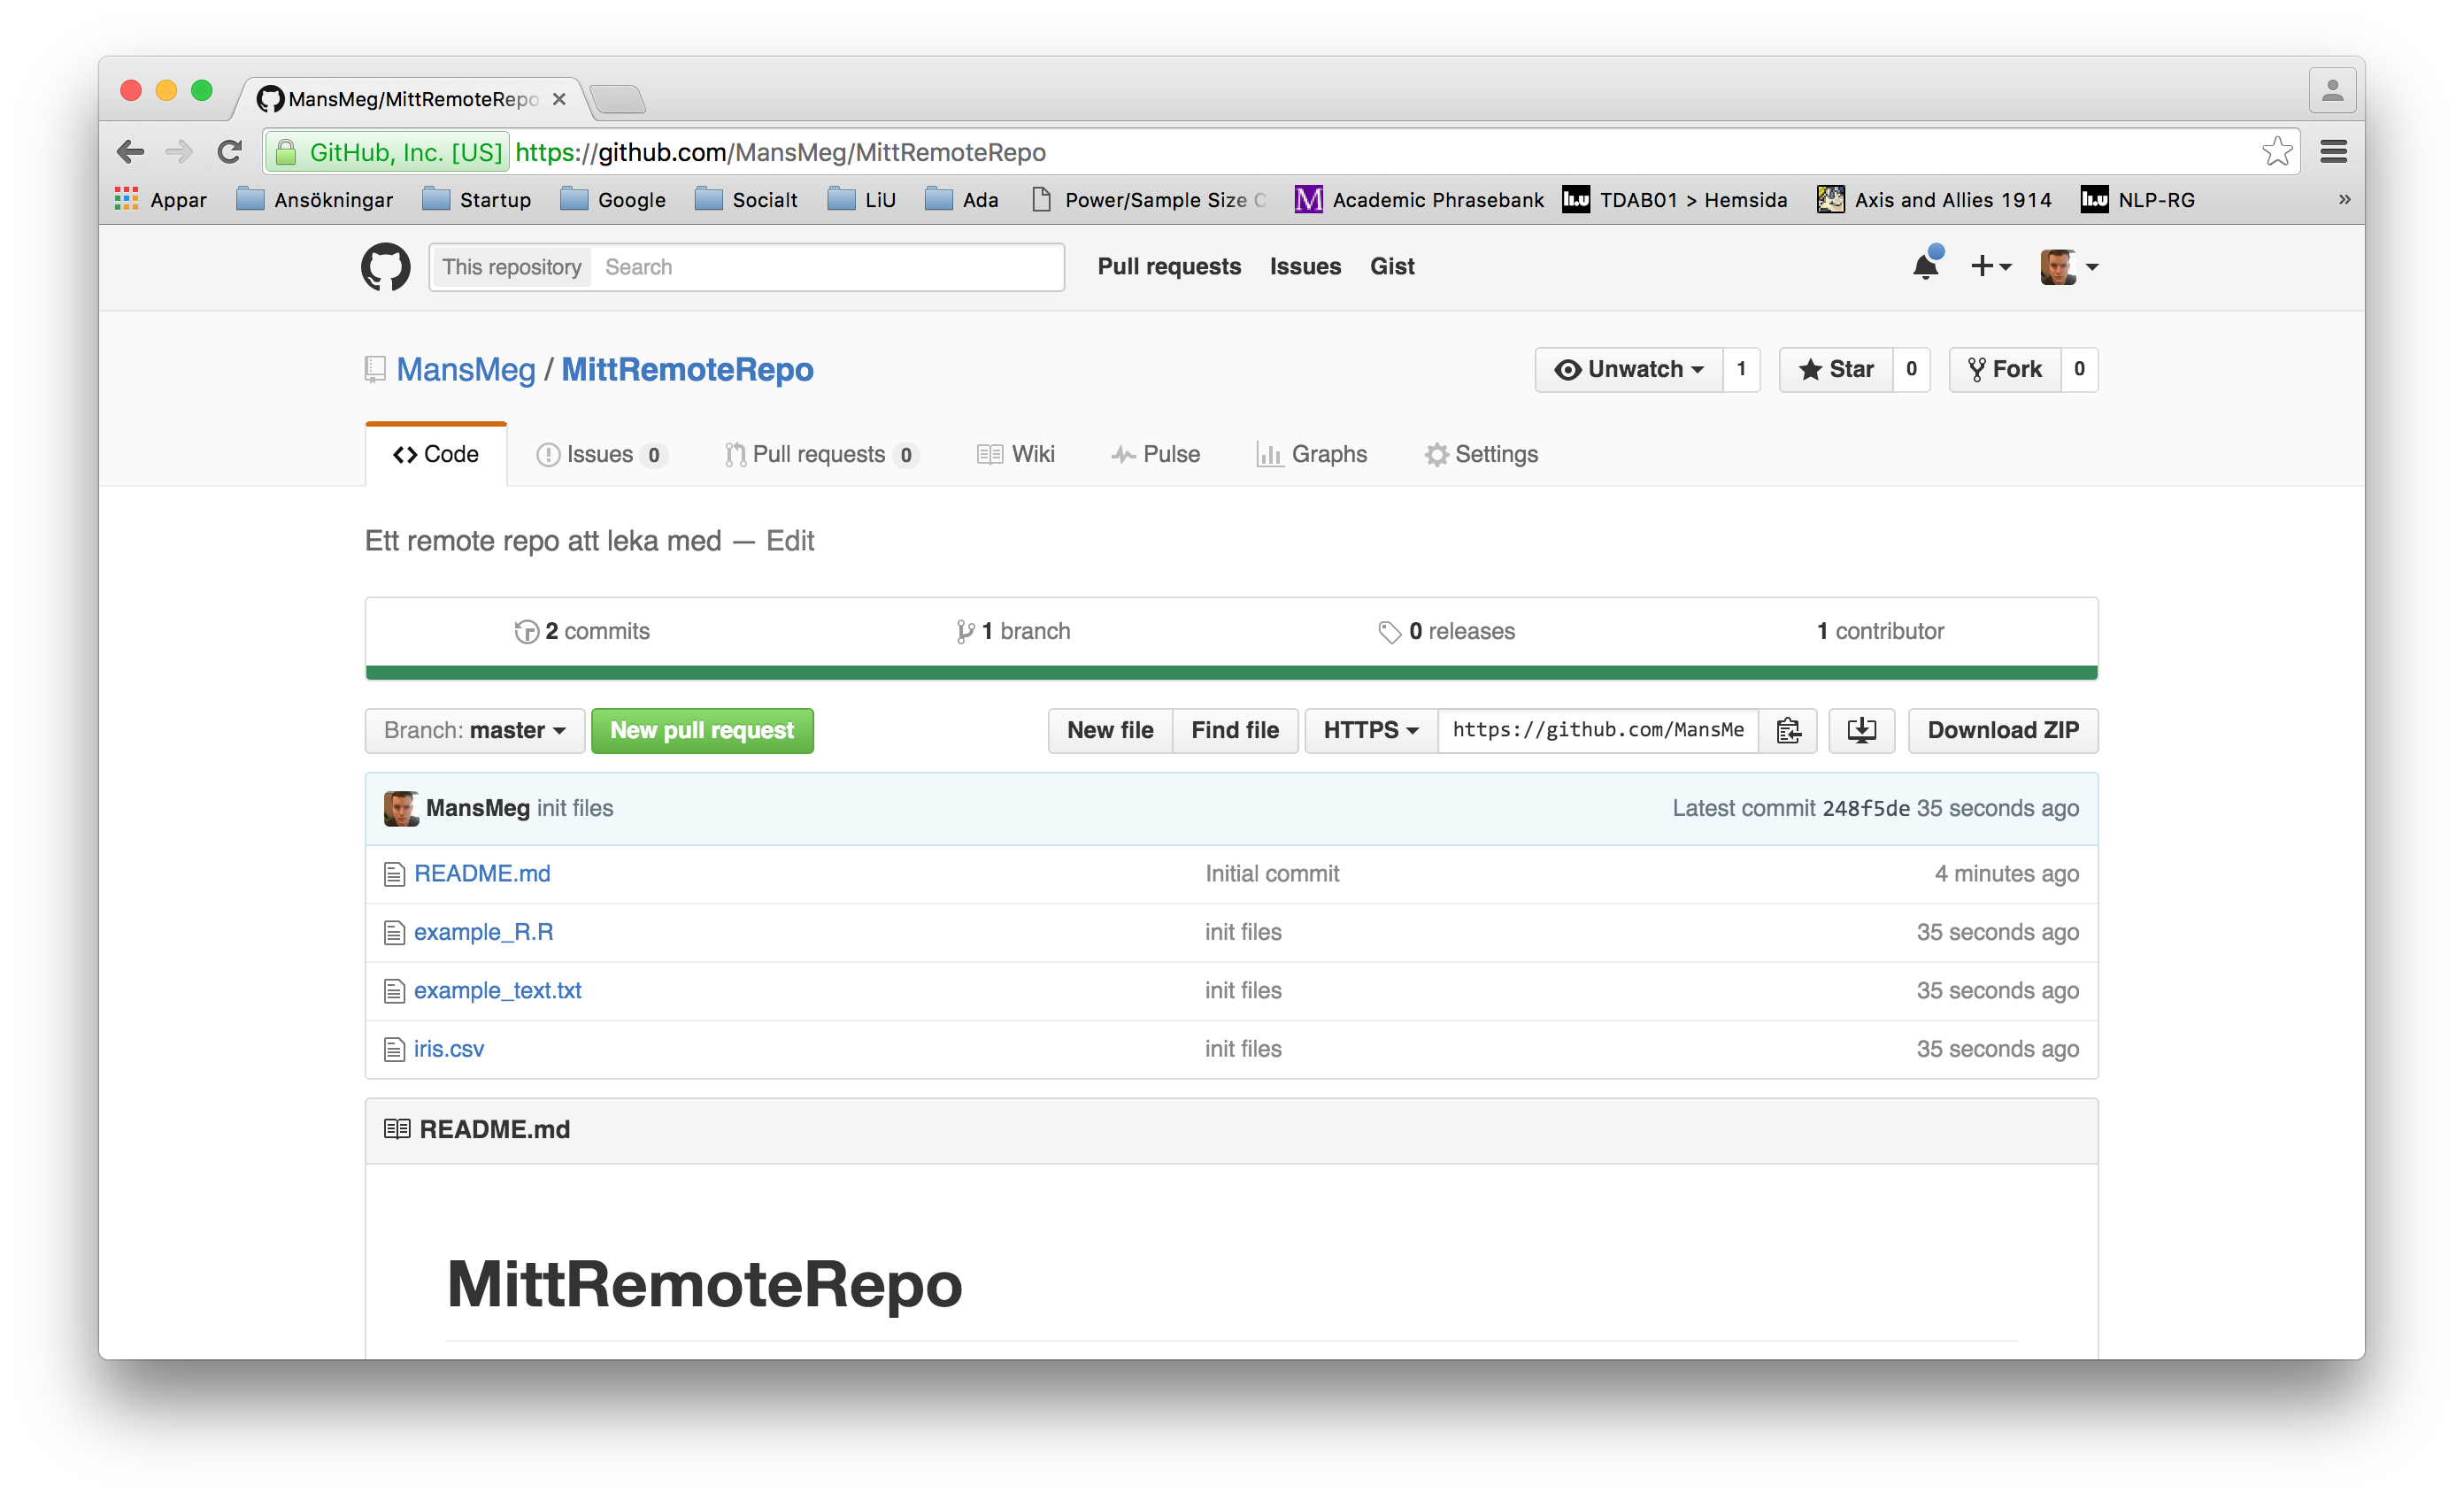 MansMeg/MittRemoteRepo
GitHub, Inc. [US] https://github.com/MansMeg/MittRemoteRepo
Appar Ansökningar Startup Google Socialt LiU Ada Power/Sample Size C Academic Phrasebank TDAB01 > Hemsida Axis and Allies 1914 NLP-RG »
This repository Search Pull requests Issues Gist
MansMeg / MittRemoteRepo Unwatch 1 Star 0 Fork 0
Code Issues 0 Pull requests 0 Wiki Pulse Graphs Settings
Ett remote repo att leka med — Edit
2 commits 1 branch 0 releases 1 contributor
Branch: master New pull request New file Find file HTTPS https://github.com/MansMe Download ZIP
MansMeg init files Latest commit 248f5de 35 seconds ago
README.md Initial commit 4 minutes ago
example_R.R init files 35 seconds ago
example_text.txt init files 35 seconds ago
iris.csv init files 35 seconds ago
README.md
MittRemoteRepo